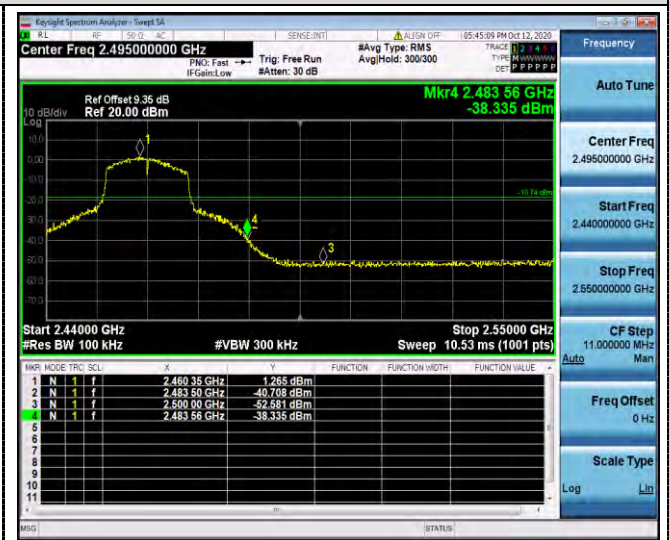 Keysight Spectrum Analyzer - Swept SA
RL RF 50 Ω AC SENSE:INT ALIGN OFF 05:45:09 PM Oct 12, 2020
Center Freq 2.495000000 GHz
PNO: Fast Trig: Free Run
IFGain:Low #Atten: 30 dB
#Avg Type: RMS
Avg|Hold: 300/300
TRACE 1 2 3 4 5 6
TYPE M WWWWW
DET P P P P P P
Frequency
Mkr4 2.483 56 GHz
-38.335 dBm
Ref Offset 9.35 dB
10 dB/div Ref 20.00 dBm
Log
10.0
0.00
-10.0
-20.0
-30.0
-40.0
-50.0
-60.0
-70.0
1
4
3
-18.74 dBm
Start 2.44000 GHz Stop 2.55000 GHz
#Res BW 100 kHz #VBW 300 kHz Sweep 10.53 ms (1001 pts)
MKR MODE TRC SCL X Y FUNCTION FUNCTION WIDTH FUNCTION VALUE
1 N 1 f 2.460 35 GHz 1.265 dBm
2 N 1 f 2.483 50 GHz -40.708 dBm
3 N 1 f 2.500 00 GHz -52.581 dBm
4 N 1 f 2.483 56 GHz -38.335 dBm
5
6
7
8
9
10
11
Auto Tune
Center Freq
2.495000000 GHz
Start Freq
2.440000000 GHz
Stop Freq
2.550000000 GHz
CF Step
11.000000 MHz
Auto Man
Freq Offset
0 Hz
Scale Type
Log Lin
MSG STATUS